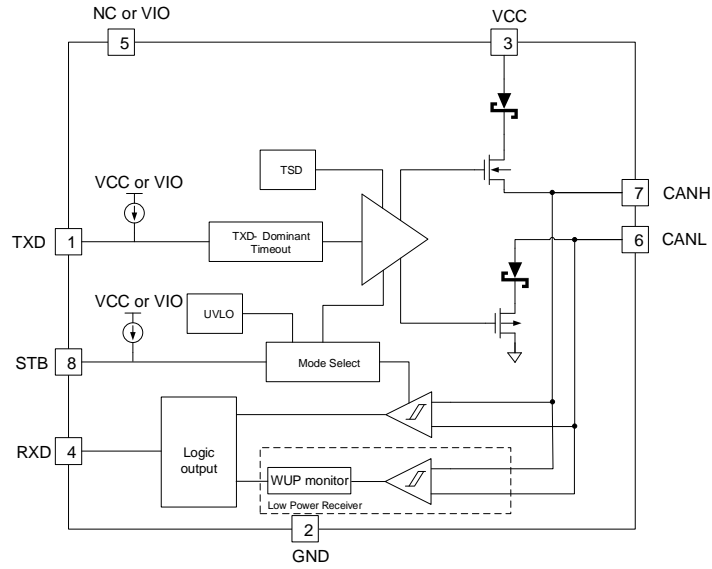 NC or VIO
5
VCC
3
TSD
VCC or VIO
TXD
1
TXD- Dominant
Timeout
7
CANH
6
CANL
VCC or VIO
UVLO
STB
8
Mode Select
RXD
4
Logic
output
WUP monitor
Low Power Receiver
2
GND